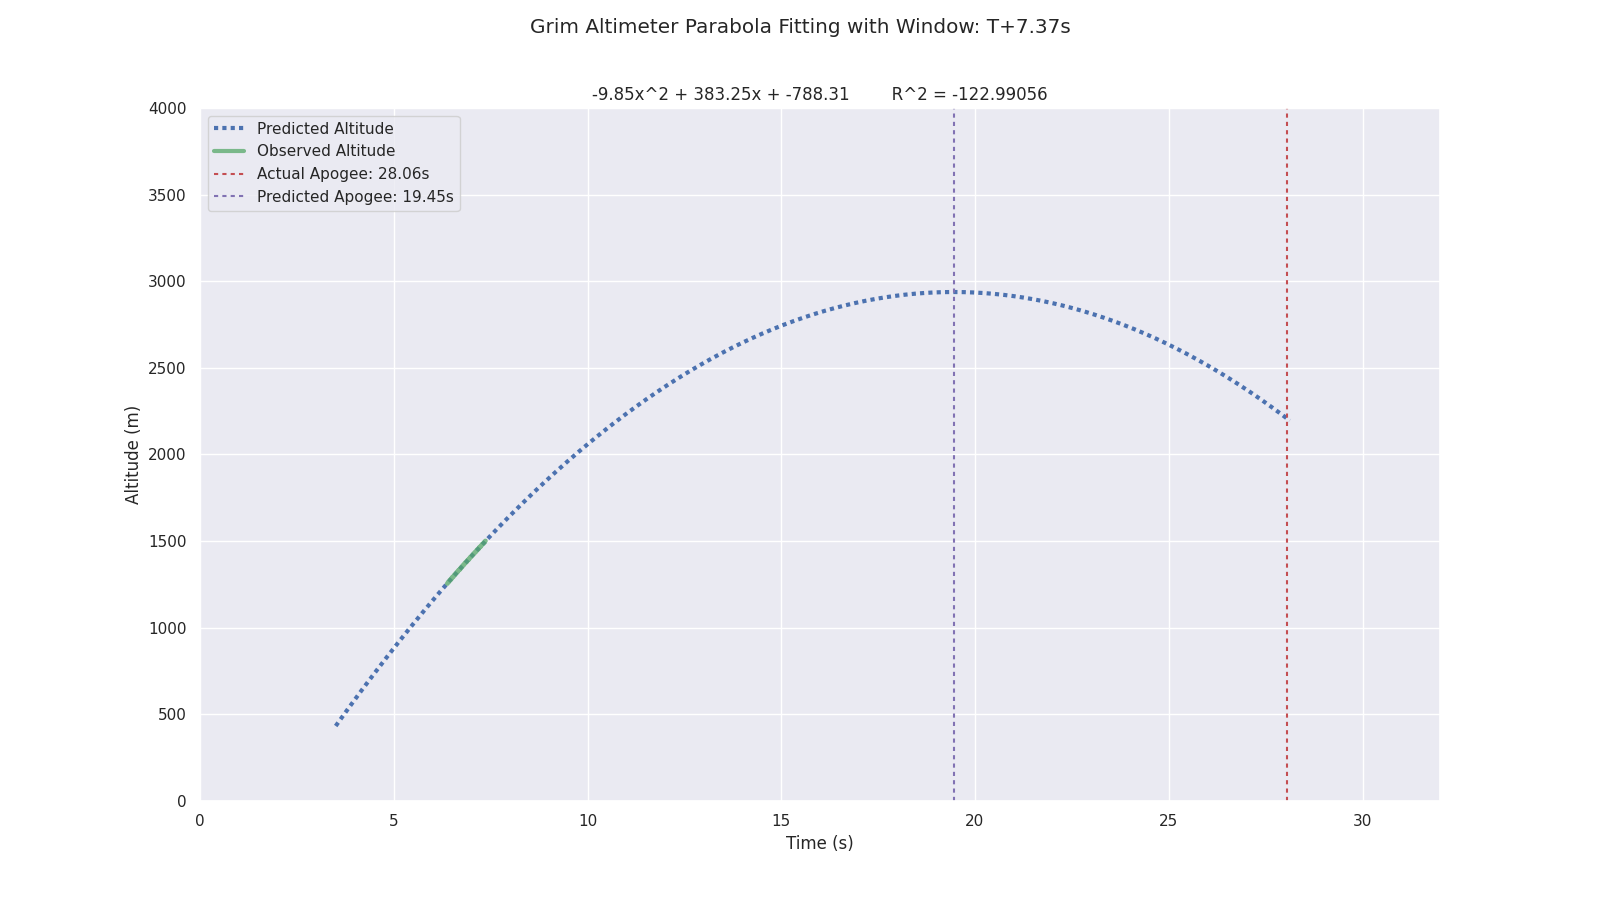 Grim Altimeter Parabola Fitting with Window: T+7.37s
-9.85x^2 + 383.25x + -788.31 R^2 = -122.99056
Predicted Altitude
Observed Altitude
Actual Apogee: 28.06s
Predicted Apogee: 19.45s
4000
3500
3000
2500
2000
1500
1000
500
0
Altitude (m)
0 5 10 15 20 25 30
Time (s)